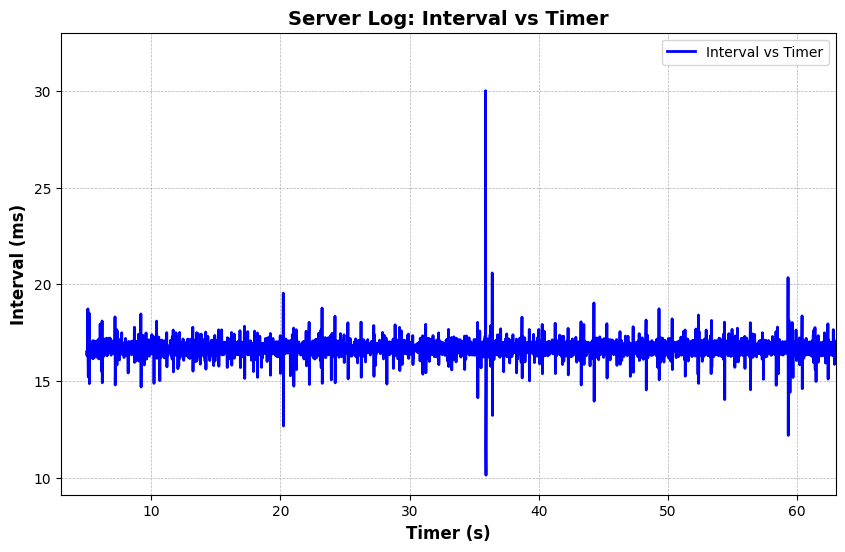 Server Log: Interval vs Timer
Interval vs Timer
30
25
20
15
10
Interval (ms)
10 20 30 40 50 60
Timer (s)